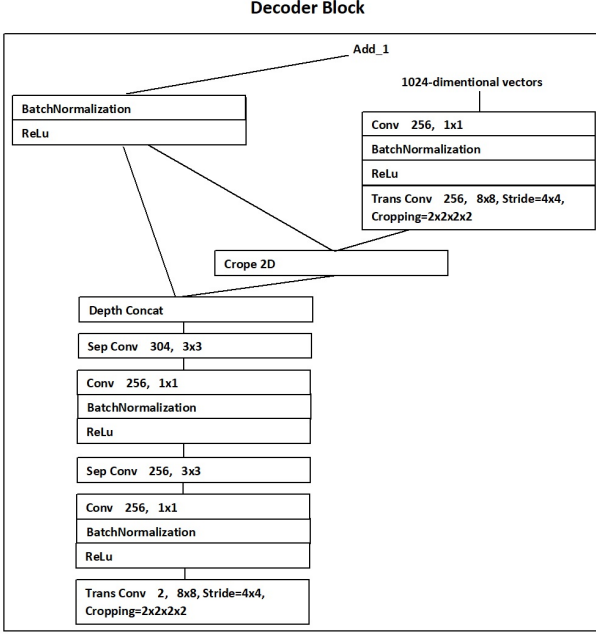 Decoder Block
Add_1
1024-dimentional vectors
BatchNormalization
ReLu
Conv 256, 1x1
BatchNormalization
ReLu
Trans Conv 256, 8x8, Stride=4x4,
Cropping=2x2x2x2
Crope 2D
Depth Concat
Sep Conv 304, 3x3
Conv 256, 1x1
BatchNormalization
ReLu
Sep Conv 256, 3x3
Conv 256, 1x1
BatchNormalization
ReLu
Trans Conv 2, 8x8, Stride=4x4,
Cropping=2x2x2x2